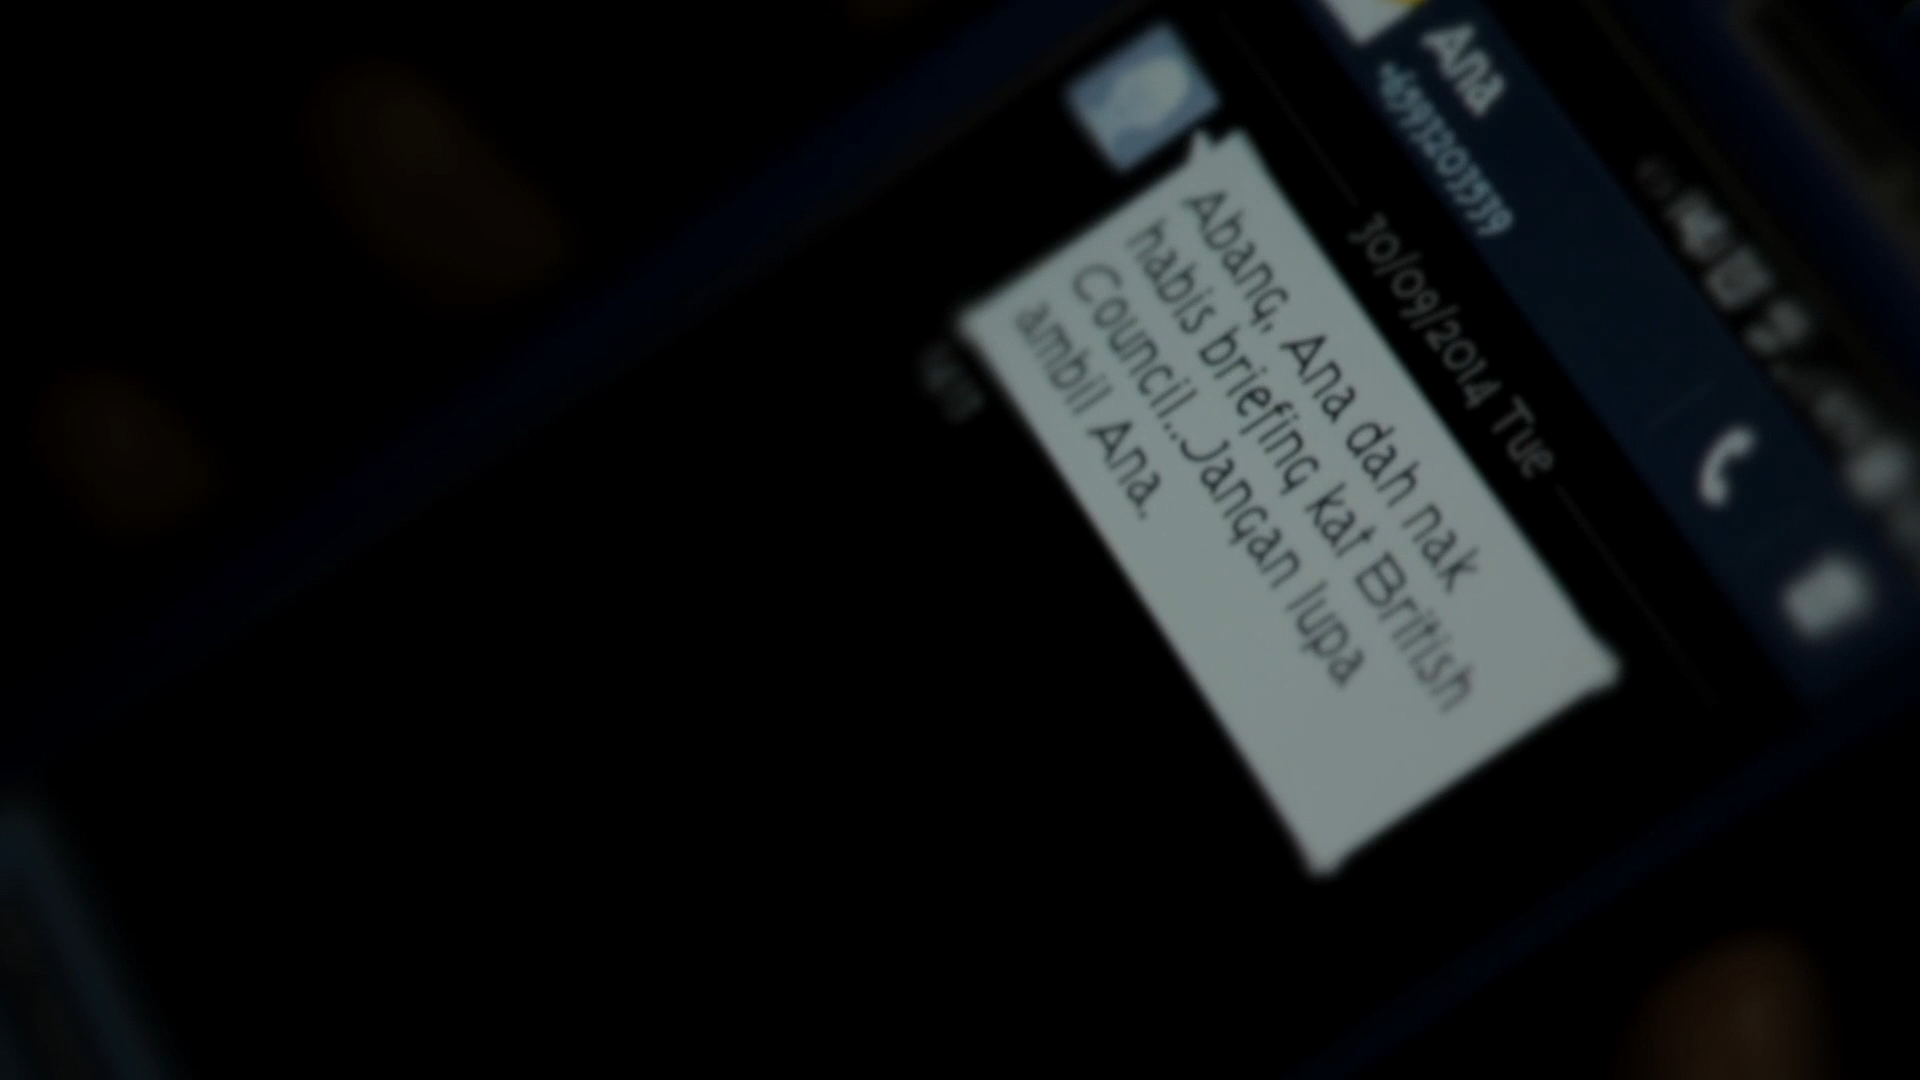 Ana
30/09/2014 Tue
Abang, Ana dah nak
habis briefing kat British
Council...Jangan lupa
ambil Ana.